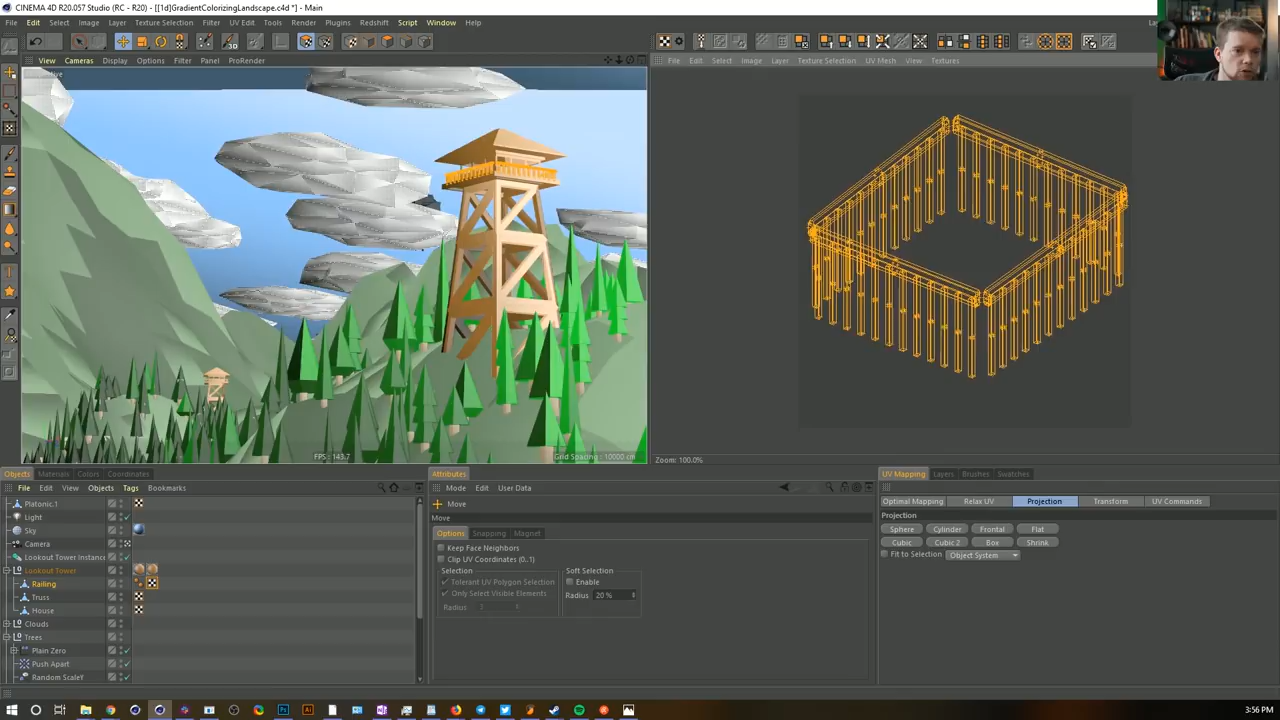 CINEMA 4D R20.057 Studio (RC - R20) - [[1d]GradientColorizingLandscape.c4d *] - Main
File Edit Select Image Layer Texture Selection Filter UV Edit Tools Render Plugins Redshift Script Window Help
View Cameras Display Options Filter Panel ProRender
File Edit Select Image Layer Texture Selection UV Mesh View Textures
FPS : 143.7
Grid Spacing : 10000 cm
Zoom: 100.0%
Objects Materials Colors Coordinates
File Edit View Objects Tags Bookmarks
Platonic.1
Light
Sky
Camera
Lookout Tower Instance
Lookout Tower
Railing
Truss
House
Clouds
Trees
Plain Zero
Push Apart
Random ScaleY
Attributes
Mode Edit User Data
Move
Move
Options Snapping Magnet
Keep Face Neighbors
Clip UV Coordinates (0..1)
Selection
Tolerant UV Polygon Selection
Only Select Visible Elements
Radius
Soft Selection
Enable
Radius 20 %
UV Mapping Layers Brushes Swatches
Optimal Mapping Relax UV Projection Transform UV Commands
Projection
Sphere Cylinder Frontal Flat
Cubic Cubic 2 Box Shrink
Fit to Selection Object System
3:56 PM